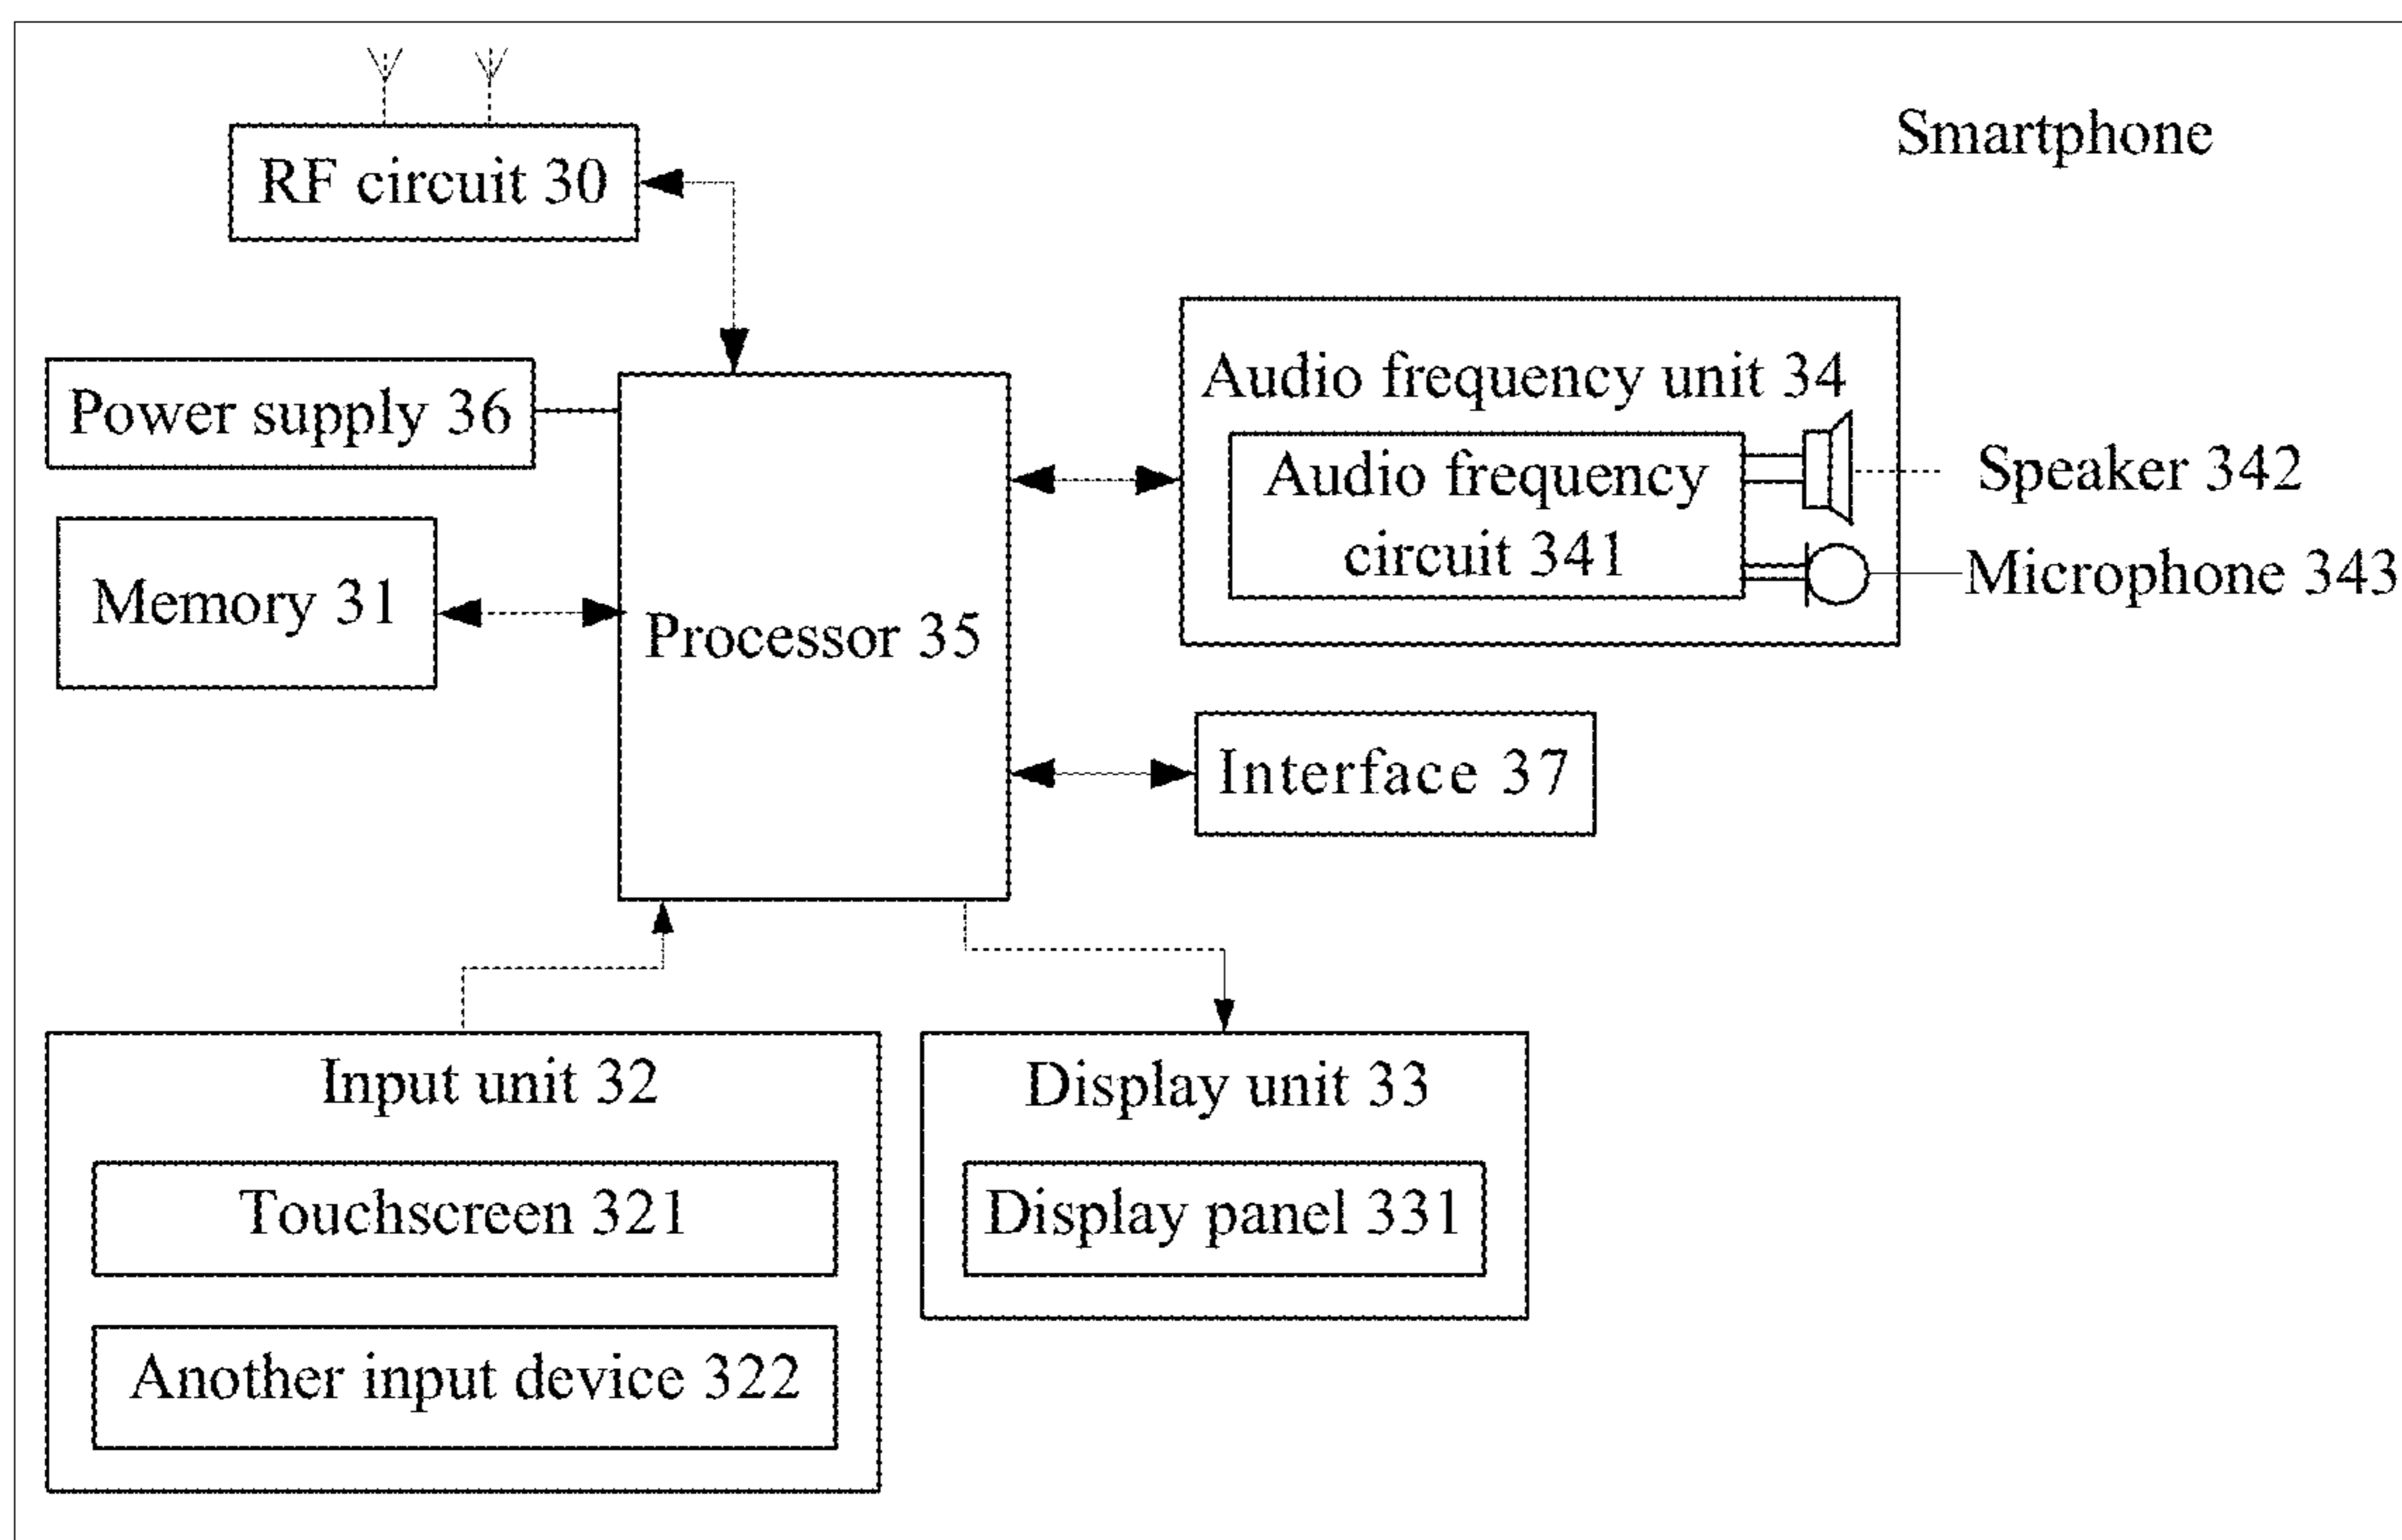 Smartphone
RF circuit 30
Power supply 36
Audio frequency unit 34
Audio frequency
circuit 341
Speaker 342
Microphone 343
Memory 31
Processor 35
Interface 37
Input unit 32
Touchscreen 321
Another input device 322
Display unit 33
Display panel 331